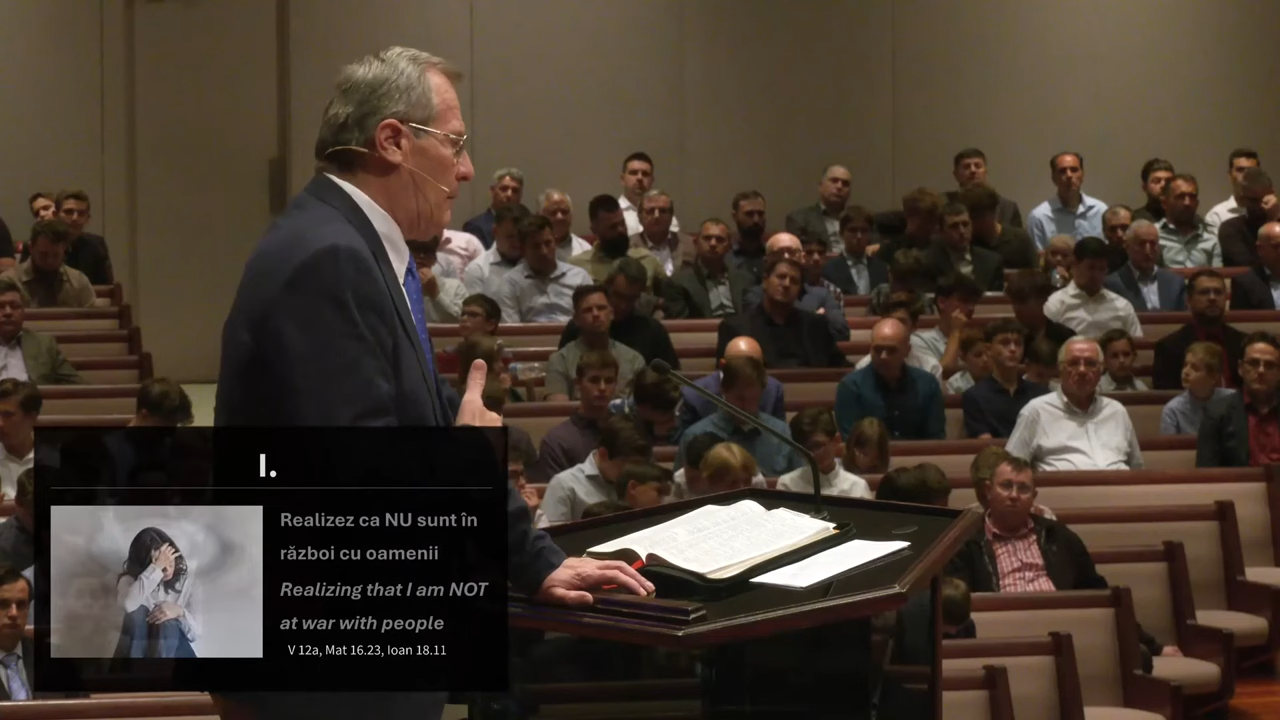 I.
Realizez ca NU sunt în
război cu oamenii
Realizing that I am NOT
at war with people
V 12a, Mat 16.23, Ioan 18.11